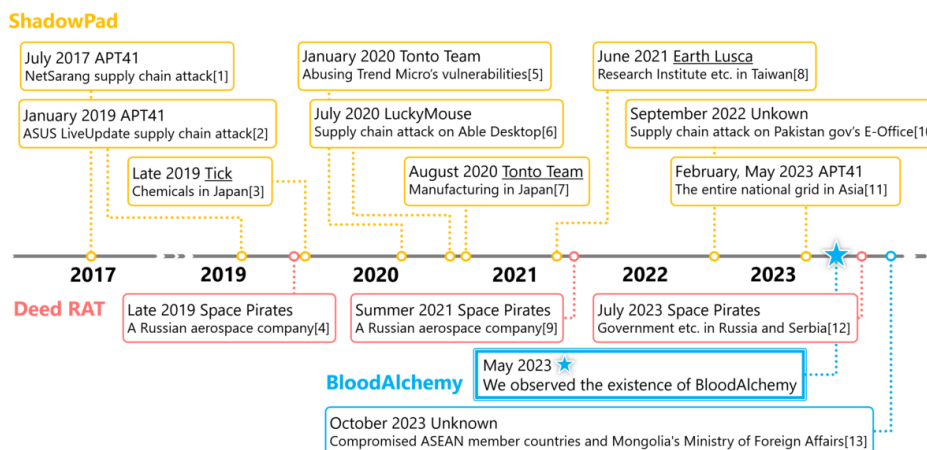 ShadowPad
July 2017 APT41
NetSarang supply chain attack[1]
January 2019 APT41
ASUS LiveUpdate supply chain attack[2]
Late 2019 Tick
Chemicals in Japan[3]
January 2020 Tonto Team
Abusing Trend Micro's vulnerabilities[5]
July 2020 LuckyMouse
Supply chain attack on Able Desktop[6]
August 2020 Tonto Team
Manufacturing in Japan[7]
June 2021 Earth Lusca
Research Institute etc. in Taiwan[8]
September 2022 Unkown
Supply chain attack on Pakistan gov's E-Office[10
February, May 2023 APT41
The entire national grid in Asia[11]
2017
2019
2020
2021
2022
2023
Deed RAT
Late 2019 Space Pirates
A Russian aerospace company[4]
Summer 2021 Space Pirates
A Russian aerospace company[9]
July 2023 Space Pirates
Government etc. in Russia and Serbia[12]
BloodAlchemy
May 2023
We observed the existence of BloodAlchemy
October 2023 Unknown
Compromised ASEAN member countries and Mongolia's Ministry of Foreign Affairs[13]